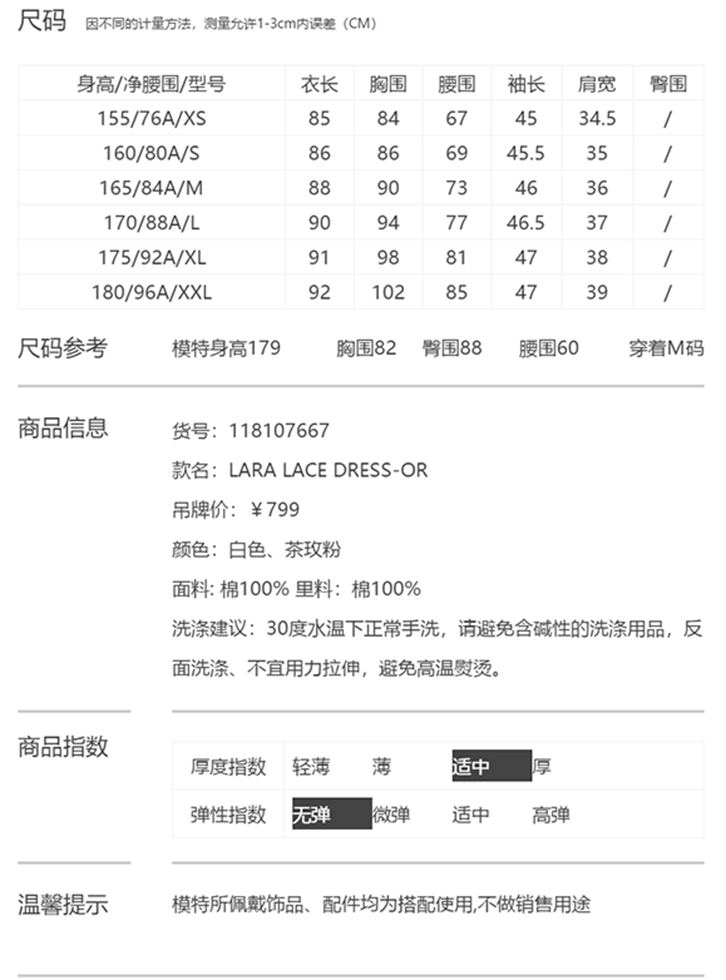 尺码 因不同的计量方法，测量允许1-3cm内误差（CM）
身高/净腰围/型号 衣长 胸围 腰围 袖长 肩宽 臀围
155/76A/XS 85 84 67 45 34.5 /
160/80A/S 86 86 69 45.5 35 /
165/84A/M 88 90 73 46 36 /
170/88A/L 90 94 77 46.5 37 /
175/92A/XL 91 98 81 47 38 /
180/96A/XXL 92 102 85 47 39 /
尺码参考 模特身高179 胸围82 臀围88 腰围60 穿着M码
商品信息 货号：118107667
款名：LARA LACE DRESS-OR
吊牌价：￥799
颜色：白色、茶玫粉
面料: 棉100% 里料：棉100%
洗涤建议：30度水温下正常手洗，请避免含碱性的洗涤用品，反
面洗涤、不宜用力拉伸，避免高温熨烫。
商品指数
厚度指数 轻薄 薄 适中 厚
弹性指数 无弹 微弹 适中 高弹
温馨提示 模特所佩戴饰品、配件均为搭配使用,不做销售用途